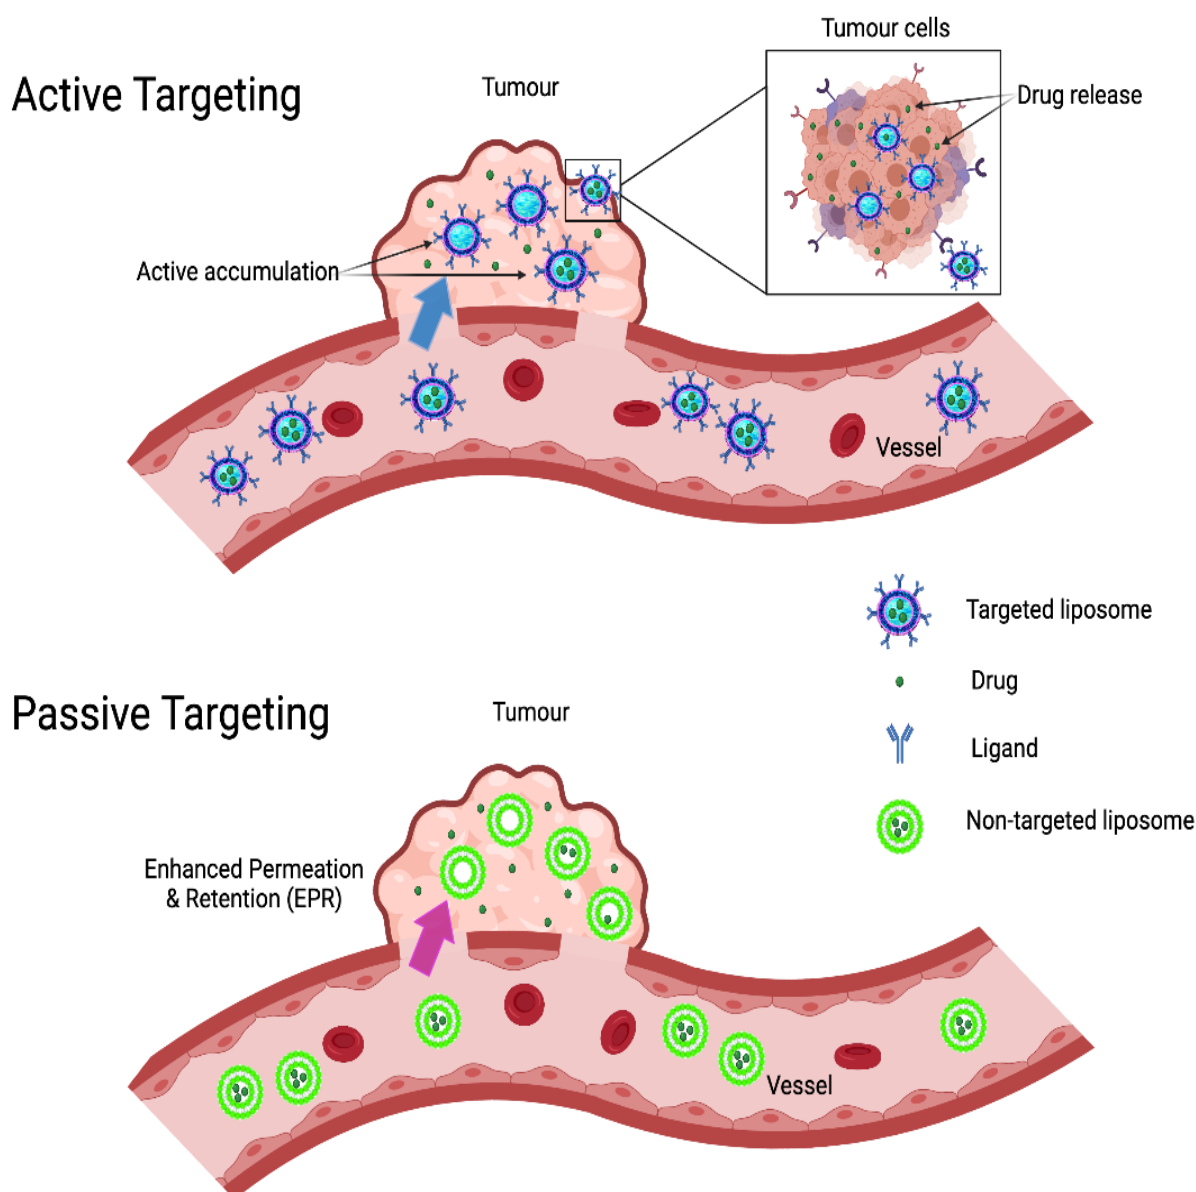 Tumour cells
Active Targeting
Tumour
Drug release
Active accumulation
Vessel
Targeted liposome
Drug
Ligand
Non-targeted liposome
Passive Targeting
Tumour
Enhanced Permeation
& Retention (EPR)
Vessel